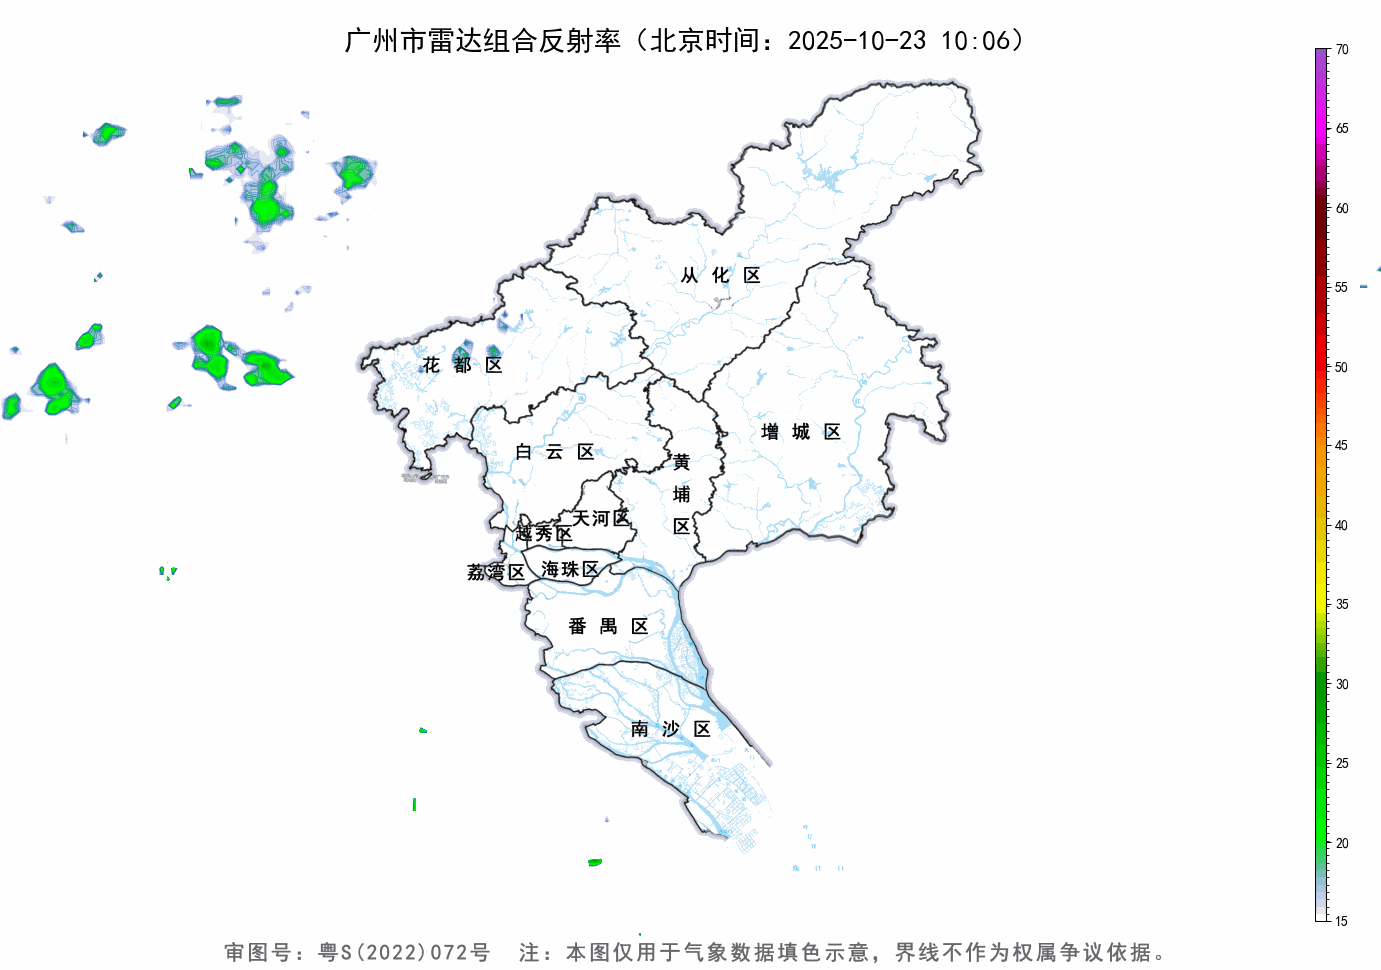 广州市雷达组合反射率（北京时间：2025-10-23 10:06）
70
65
60
55
50
45
40
35
30
25
20
15
从化区
花都区
增城区
白云区
黄埔区
天河区
越秀区
荔湾区
海珠区
番禺区
南沙区
审图号：粤S(2022)072号 注：本图仅用于气象数据填色示意，界线不作为权属争议依据。